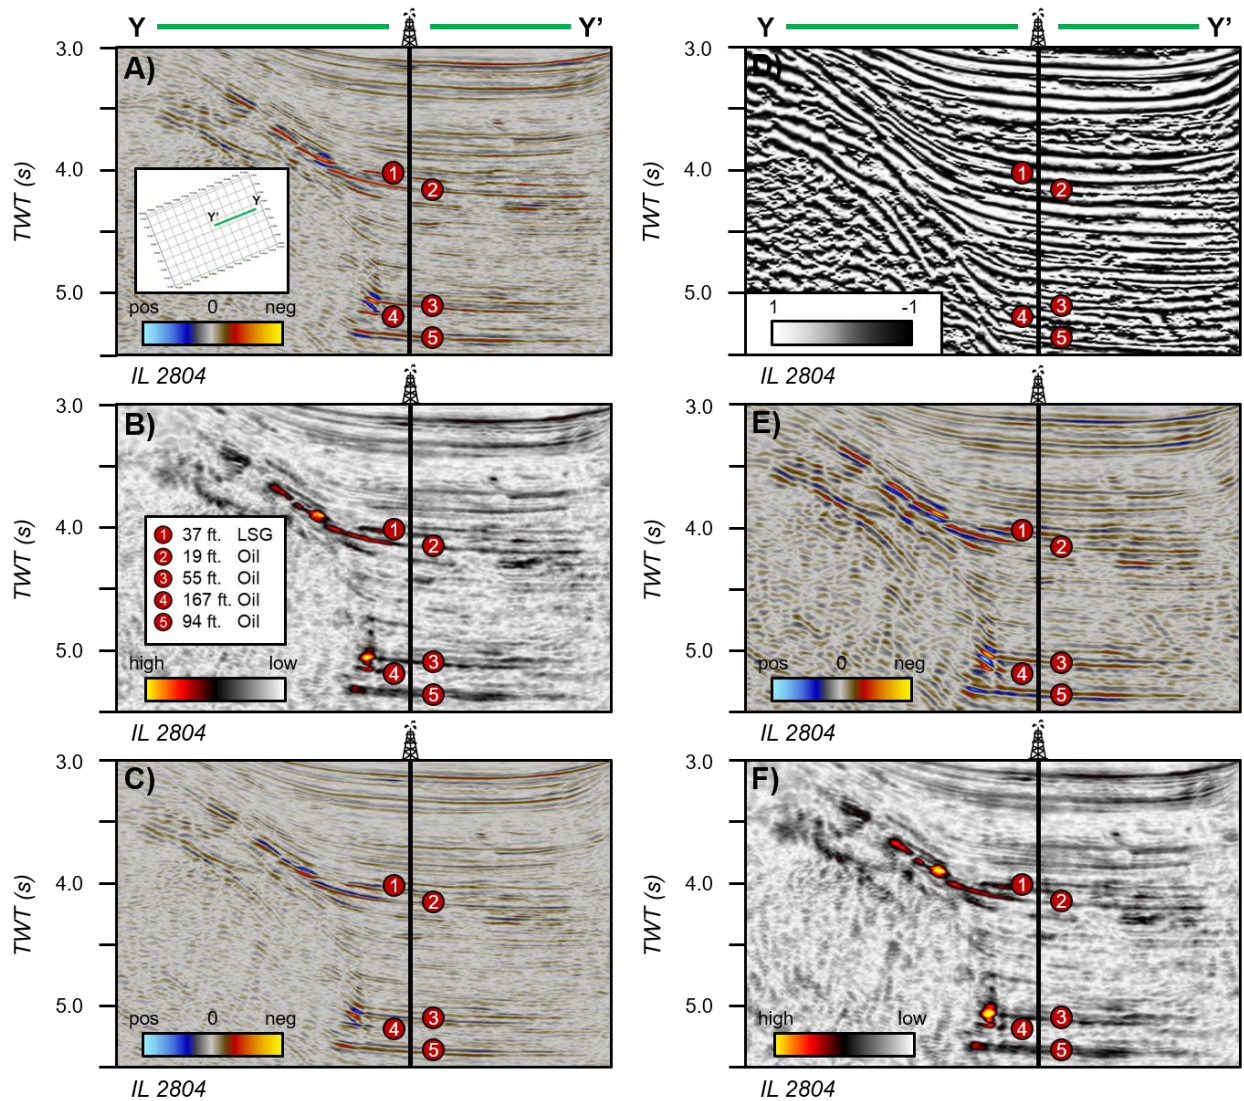 Y Y’ Y Y’
A)
3.0
4.0
5.0
TWT (s)
1
2
3
4
5
Y
Y’
pos 0 neg
IL 2804
D)
3.0
4.0
5.0
TWT (s)
1
2
3
4
5
1 -1
IL 2804
B)
3.0
4.0
5.0
TWT (s)
1
2
3
4
5
1 37 ft. LSG
2 19 ft. Oil
3 55 ft. Oil
4 167 ft. Oil
5 94 ft. Oil
high low
IL 2804
E)
3.0
4.0
5.0
TWT (s)
1
2
3
4
5
pos 0 neg
IL 2804
C)
3.0
4.0
5.0
TWT (s)
1
2
3
4
5
pos 0 neg
IL 2804
F)
3.0
4.0
5.0
TWT (s)
1
2
3
4
5
high low
IL 2804